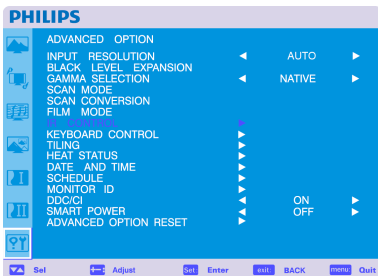 PHILIPS
ADVANCED OPTION
INPUT RESOLUTION AUTO
BLACK LEVEL EXPANSION
GAMMA SELECTION NATIVE
SCAN MODE
SCAN CONVERSION
FILM MODE
IR CONTROL
KEYBOARD CONTROL
TILING
HEAT STATUS
DATE AND TIME
SCHEDULE
MONITOR ID
DDC/CI ON
SMART POWER OFF
ADVANCED OPTION RESET
Sel Adjust Set Enter exit BACK menu Quit